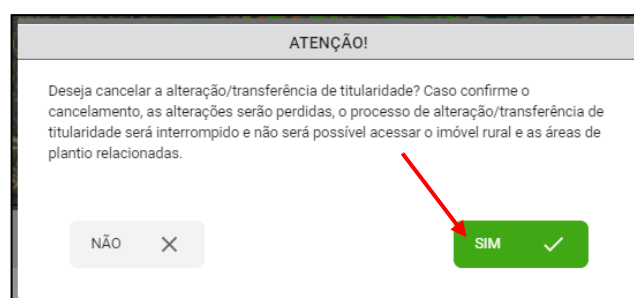 ATENÇÃO!
Deseja cancelar a alteração/transferência de titularidade? Caso confirme o
cancelamento, as alterações serão perdidas, o processo de alteração/transferência de
titularidade será interrompido e não será possível acessar o imóvel rural e as áreas de
plantio relacionadas.
NÃO
SIM